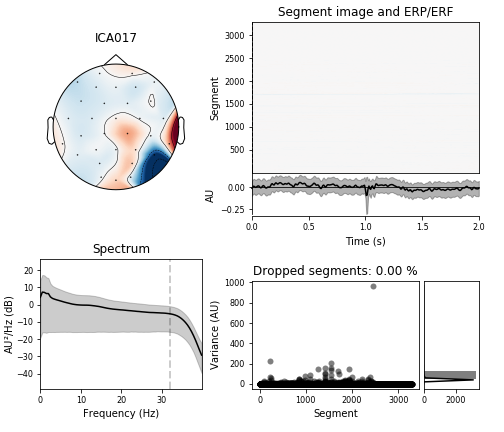 Segment image and ERP/ERF
ICA017
Segment
3000
2500
2000
1500
1000
500
AU
0.00
−0.25
0.0 0.5 1.0 1.5 2.0
Time (s)
Spectrum
AU²/Hz (dB)
20
10
0
−10
−20
−30
−40
0 10 20 30
Frequency (Hz)
Dropped segments: 0.00 %
Variance (AU)
1000
800
600
400
200
0
0 1000 2000 3000
Segment
0 2000